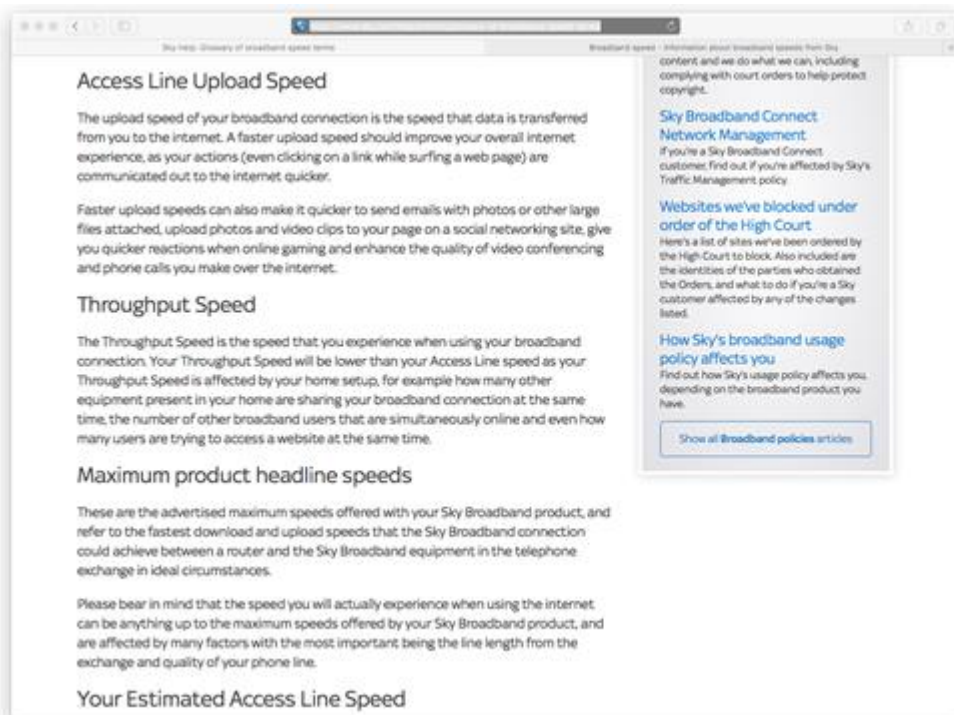 Sky Help: Glossary of broadband speed terms
Broadband speed - Information about broadband speeds from Sky
Access Line Upload Speed
The upload speed of your broadband connection is the speed that data is transferred
from you to the internet. A faster upload speed should improve your overall internet
experience, as your actions (even clicking on a link while surfing a web page) are
communicated out to the internet quicker.
Faster upload speeds can also make it quicker to send emails with photos or other large
files attached, upload photos and video clips to your page on a social networking site, give
you quicker reactions when online gaming and enhance the quality of video conferencing
and phone calls you make over the internet.
Throughput Speed
The Throughput Speed is the speed that you experience when using your broadband
connection. Your Throughput Speed will be lower than your Access Line speed as your
Throughput Speed is affected by your home setup, for example how many other
equipment present in your home are sharing your broadband connection at the same
time, the number of other broadband users that are simultaneously online and even how
many users are trying to access a website at the same time.
Maximum product headline speeds
These are the advertised maximum speeds offered with your Sky Broadband product, and
refer to the fastest download and upload speeds that the Sky Broadband connection
could achieve between a router and the Sky Broadband equipment in the telephone
exchange in ideal circumstances.
Please bear in mind that the speed you will actually experience when using the internet
can be anything up to the maximum speeds offered by your Sky Broadband product, and
are affected by many factors with the most important being the line length from the
exchange and quality of your phone line.
Your Estimated Access Line Speed
content and we do what we can, including
complying with court orders to help protect
copyright.
Sky Broadband Connect
Network Management
If you're a Sky Broadband Connect
customer, find out if you're affected by Sky's
Traffic Management policy.
Websites we've blocked under
order of the High Court
Here's a list of sites we've been ordered by
the High Court to block. Also included are
the identities of the parties who obtained
the Orders, and what to do if you're a Sky
customer affected by any of the changes
listed.
How Sky's broadband usage
policy affects you
Find out how Sky's usage policy affects you,
depending on the broadband product you
have.
Show all Broadband policies articles